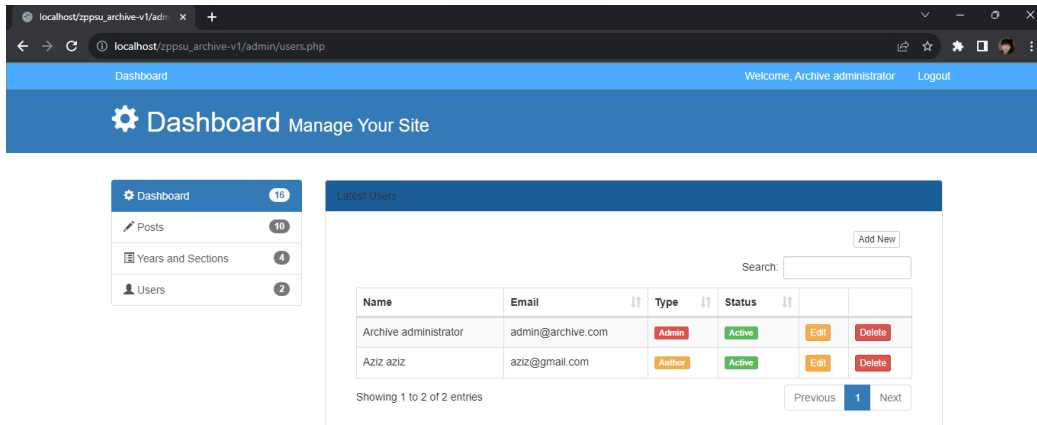 localhost/zppsu_archive-v1/adm
localhost/zppsu_archive-v1/admin/users.php
Dashboard Welcome, Archive administrator Logout
Dashboard Manage Your Site
Dashboard 16
Posts 10
Years and Sections 4
Users 2
Latest Users
Add New
Search:
Name Email Type Status
Archive administrator admin@archive.com Admin Active Edit Delete
Aziz aziz aziz@gmail.com Author Active Edit Delete
Showing 1 to 2 of 2 entries Previous 1 Next